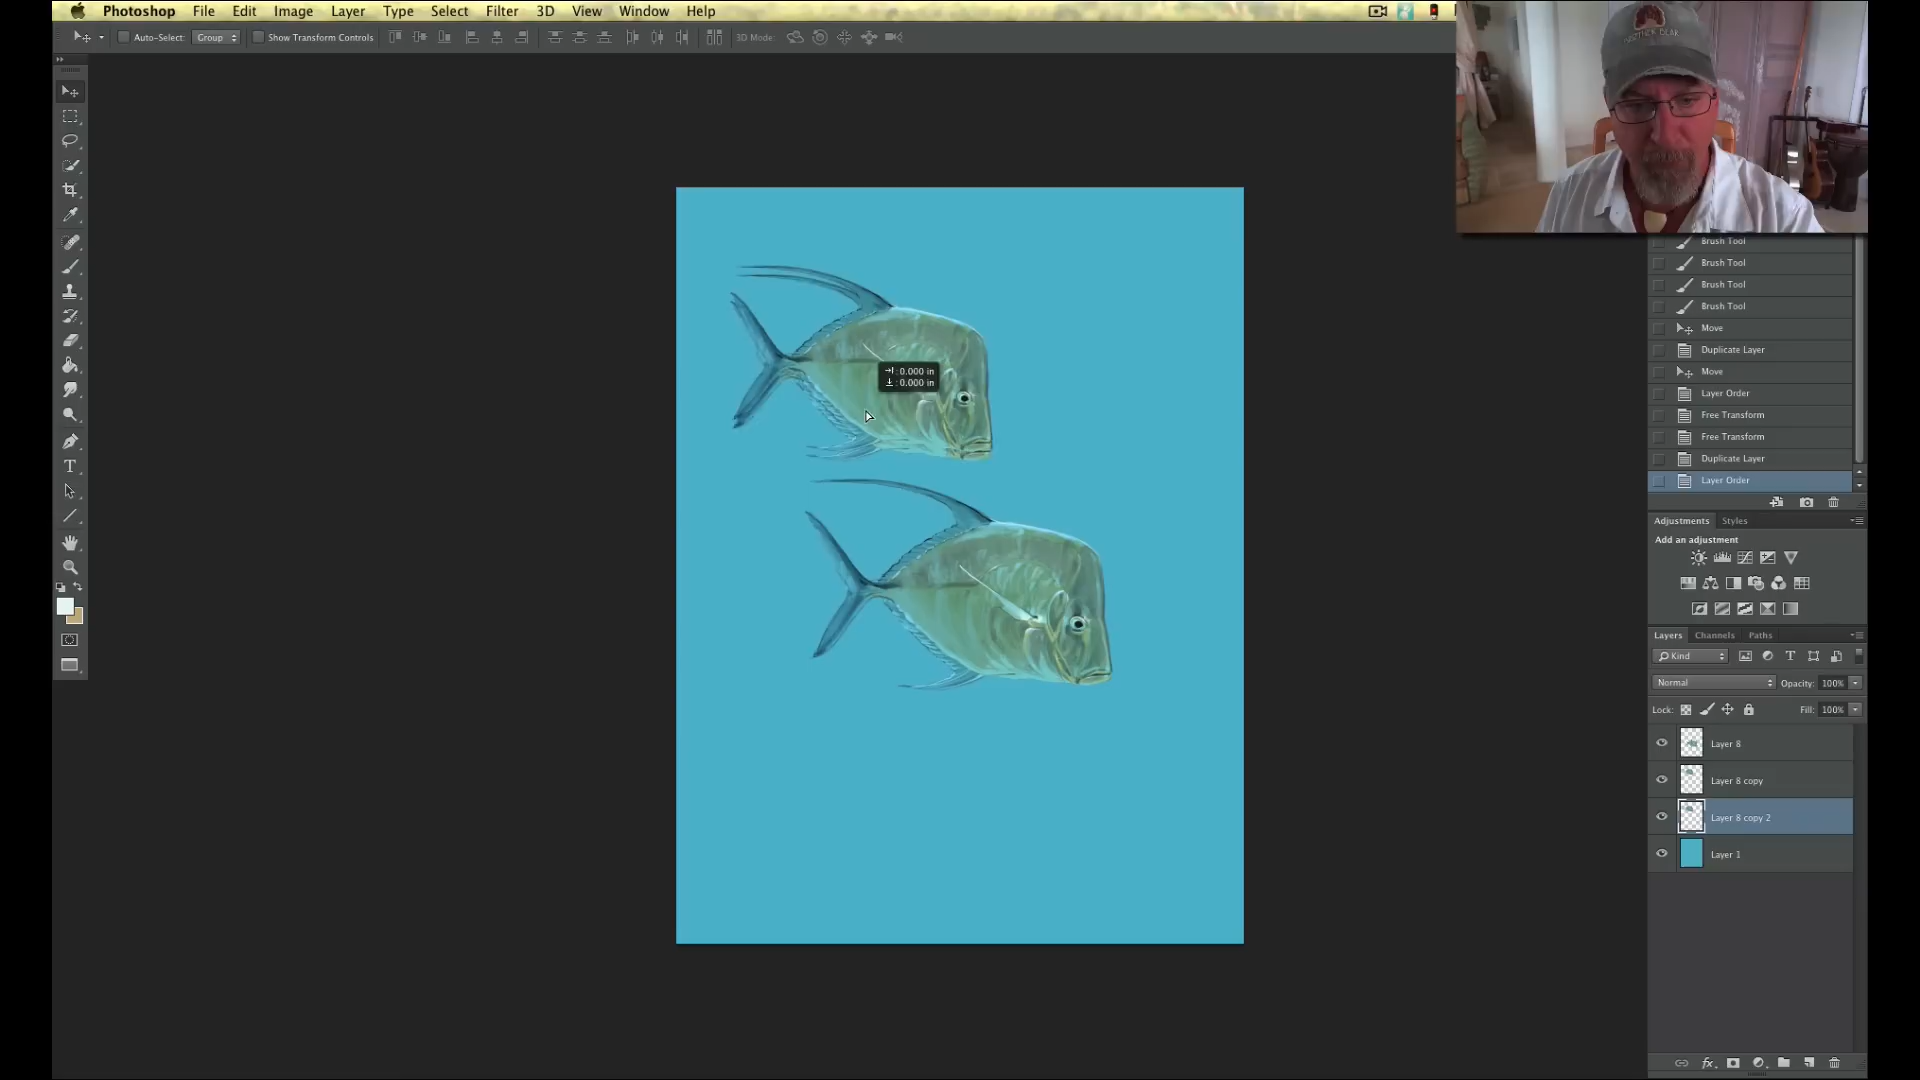 Photoshop File Edit Image Layer Type Select Filter 3D View Window Help
Auto-Select: Group Show Transform Controls 3D Mode:
Brush Tool
Brush Tool
Brush Tool
Brush Tool
Move
Duplicate Layer
Move
Layer Order
Free Transform
Free Transform
Duplicate Layer
Layer Order
: 0.000 in
: 0.000 in
Adjustments Styles
Add an adjustment
Layers Channels Paths
Kind
Normal Opacity: 100%
Lock: Fill: 100%
Layer 8
Layer 8 copy
Layer 8 copy 2
Layer 1